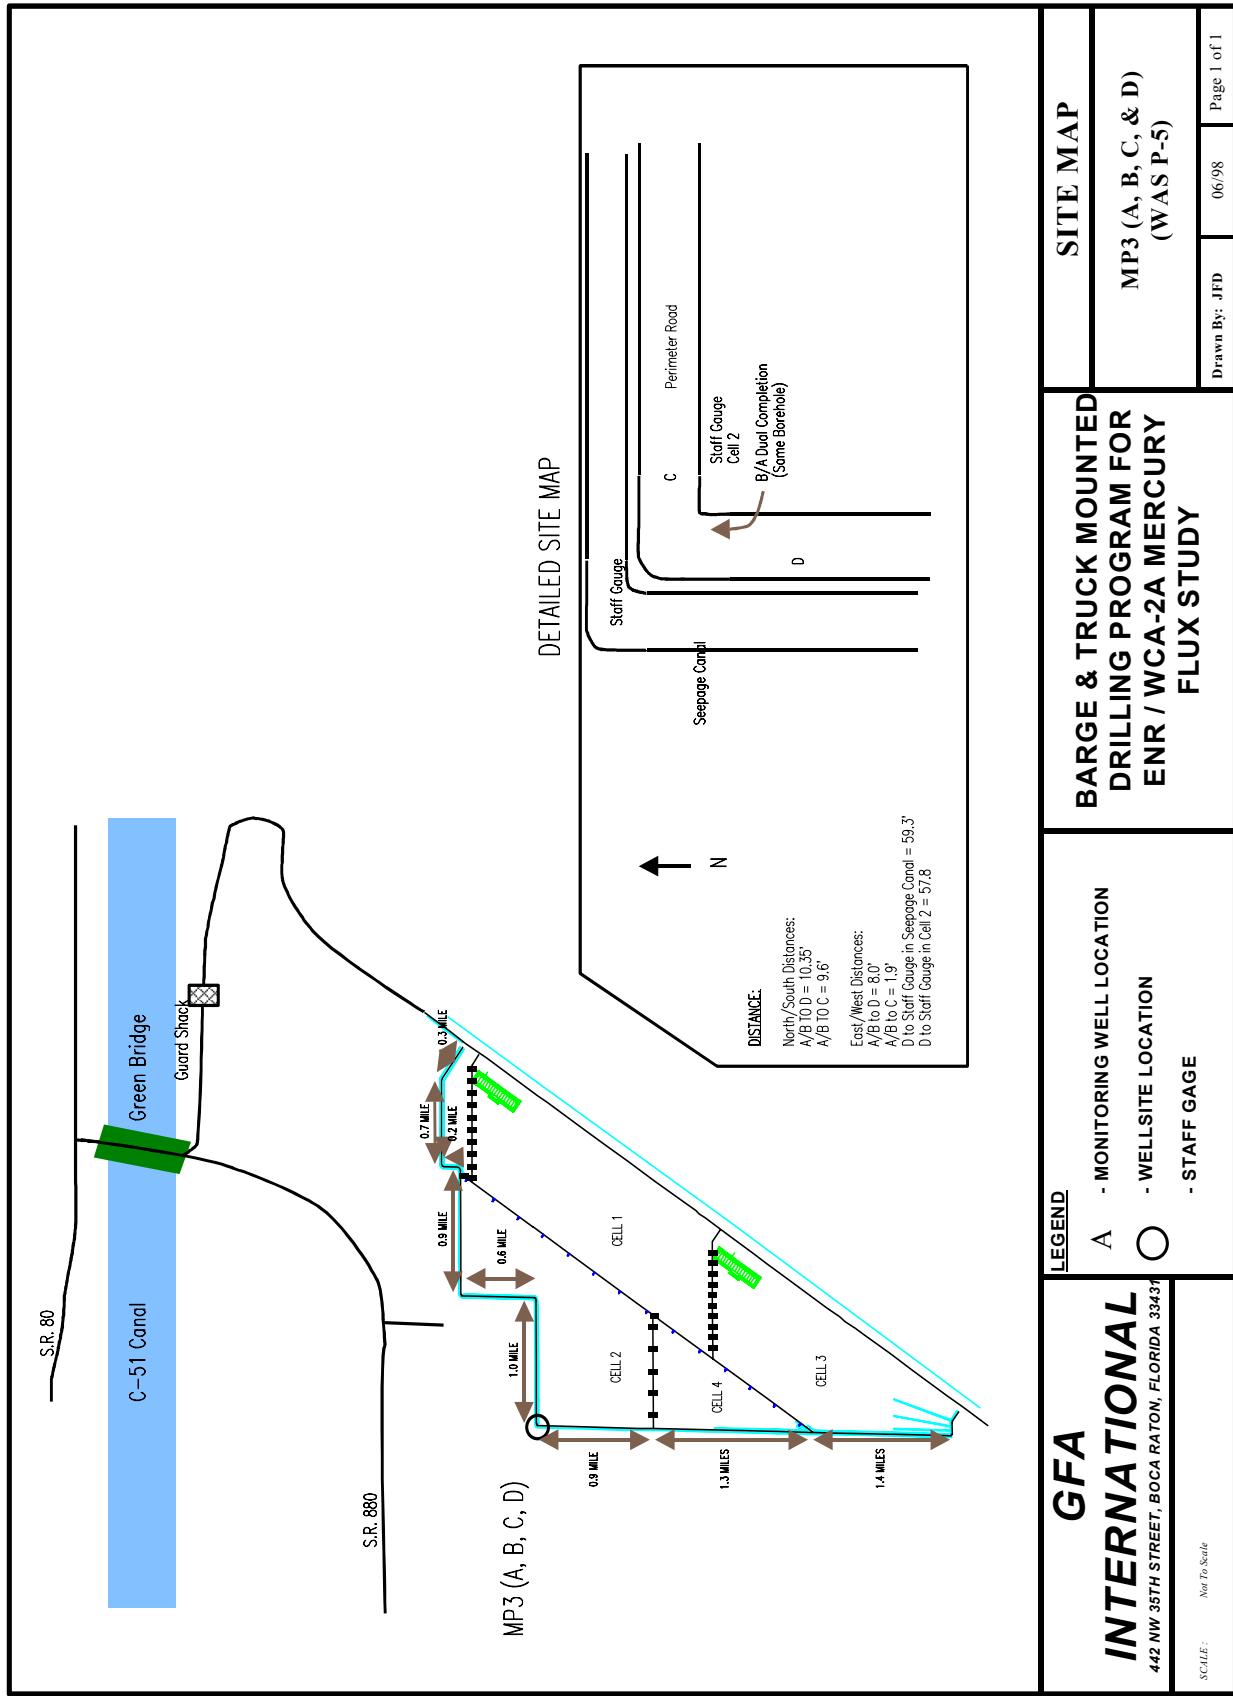 S.R. 80
C-51 Canal
Green Bridge
Guard Shack
S.R. 880
0.3 MILE
0.7 MILE
0.2 MILE
0.9 MILE
0.6 MILE
1.0 MILE
CELL 1
CELL 2
CELL 4
CELL 3
0.9 MILE
1.3 MILES
1.4 MILES
MP3 (A, B, C, D)
DETAILED SITE MAP
Staff Gauge
Seepage Canal
Perimeter Road
C
Staff Gauge
Cell 2
B/A Dual Completion
(Same Borehole)
D
N
DISTANCE:
North/South Distances:
A/B TO D = 10.35'
A/B TO C = 9.6'
East/West Distances:
A/B to D = 8.0'
A/B to C = 1.9'
D to Staff Gauge in Seepage Canal = 59.3'
D to Staff Gauge in Cell 2 = 57.8
GFA
INTERNATIONAL
442 NW 35TH STREET, BOCA RATON, FLORIDA 33431
SCALE: Not To Scale
LEGEND
A - MONITORING WELL LOCATION
- WELLSITE LOCATION
- STAFF GAGE
BARGE & TRUCK MOUNTED
DRILLING PROGRAM FOR
ENR / WCA-2A MERCURY
FLUX STUDY
SITE MAP
MP3 (A, B, C, & D)
(WAS P-5)
Drawn By: JFD
06/98
Page 1 of 1